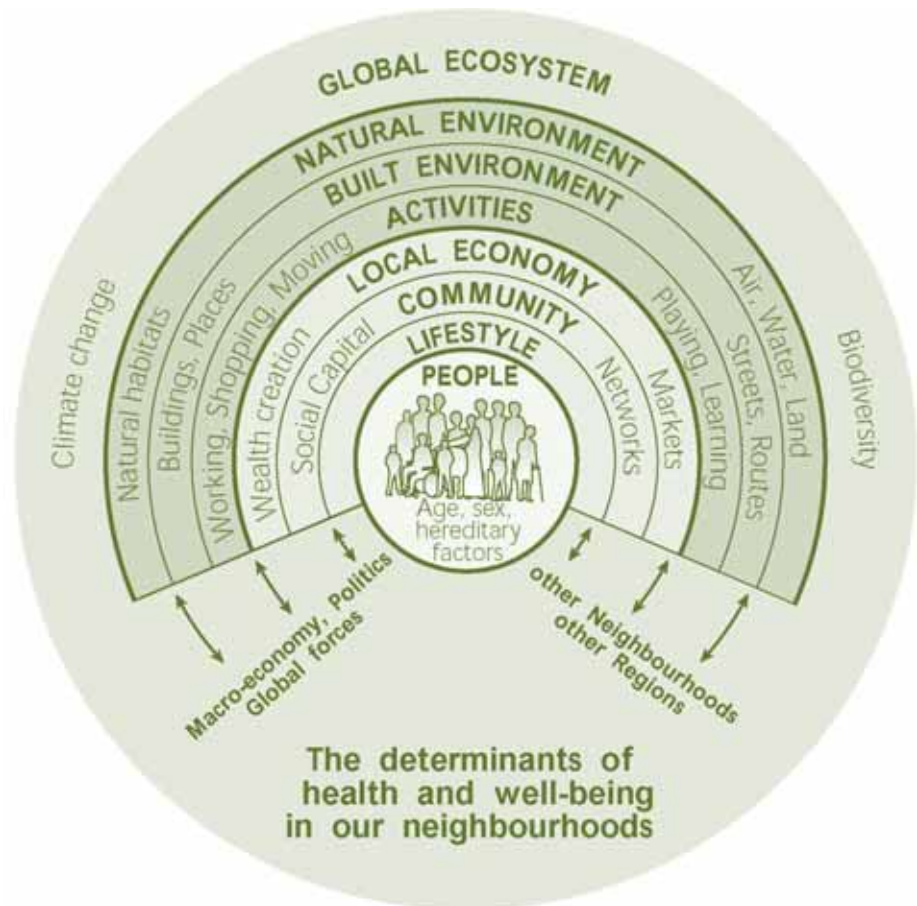 GLOBAL ECOSYSTEM
NATURAL ENVIRONMENT
BUILT ENVIRONMENT
ACTIVITIES
LOCAL ECONOMY
COMMUNITY
LIFESTYLE
PEOPLE
Age, sex,
hereditary
factors
Climate change
Natural habitats
Buildings, Places
Working, Shopping, Moving
Wealth creation
Social Capital
Networks
Markets
Playing, Learning
Streets, Routes
Air, Water, Land
Biodiversity
Macro-economy, Politics
Global forces
other Neighbourhoods
other Regions
The determinants of
health and well-being
in our neighbourhoods